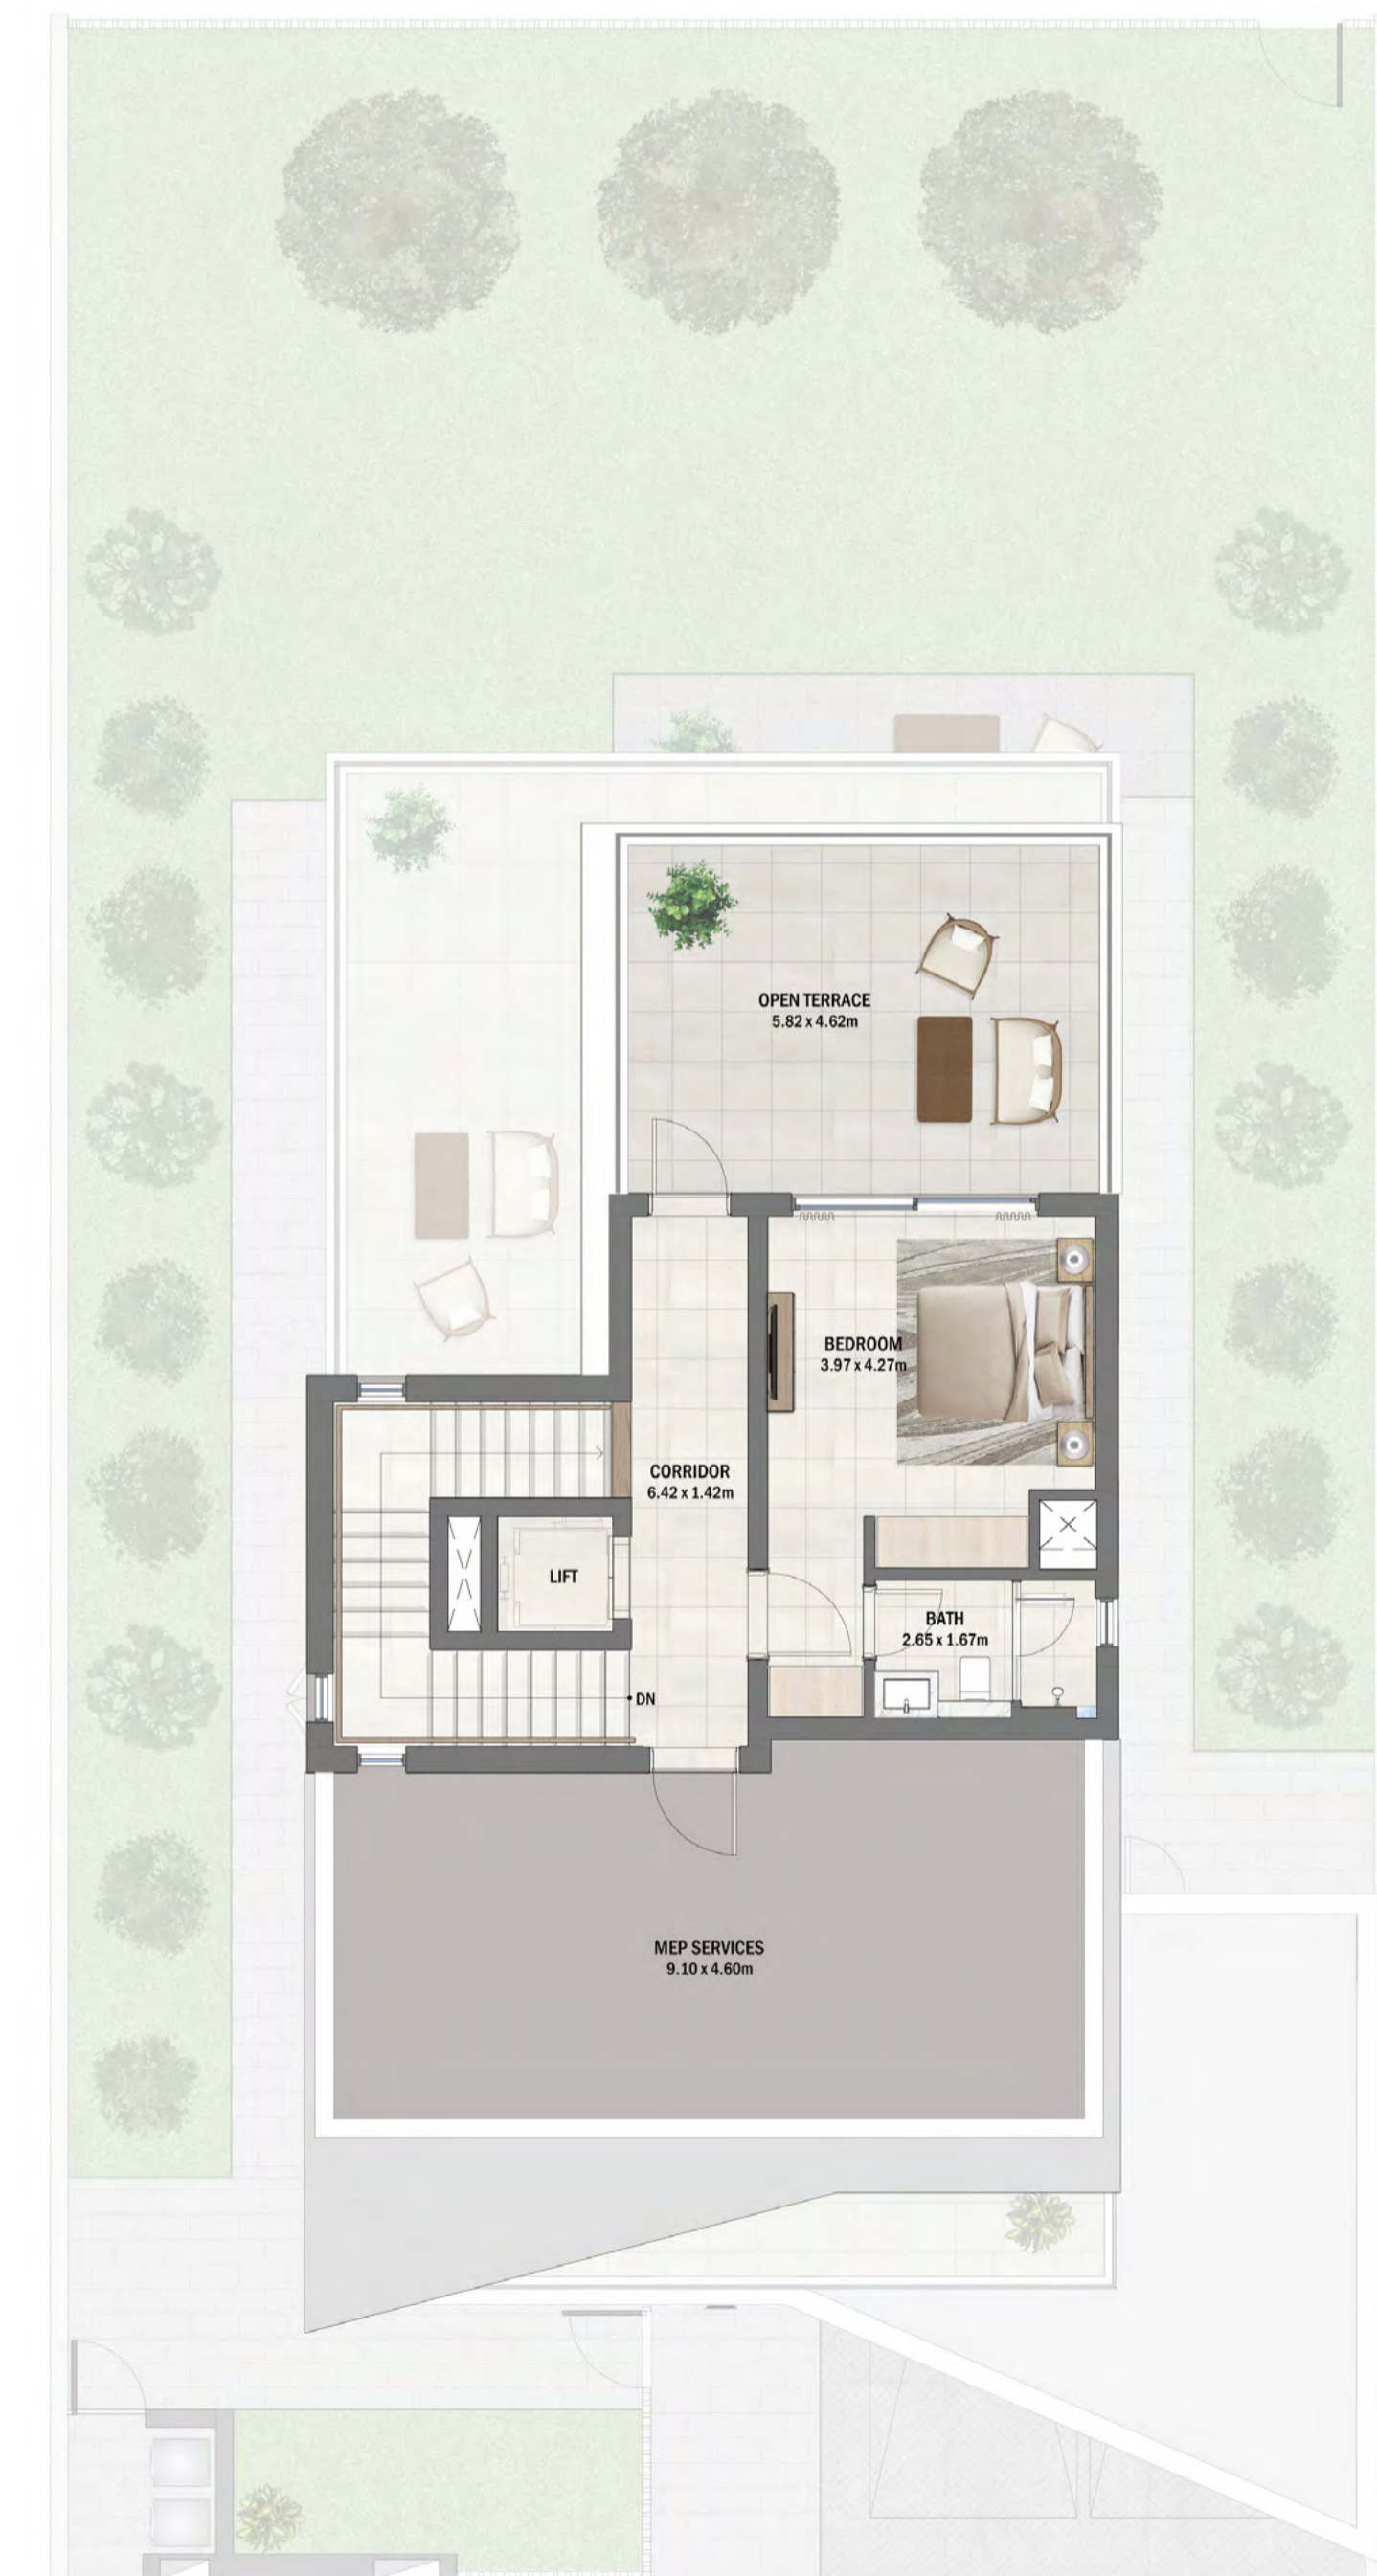 OPEN TERRACE
5.82 x 4.62m
BEDROOM
3.97 x 4.27m
CORRIDOR
6.42 x 1.42m
LIFT
BATH
2.65 x 1.67m
DN
MEP SERVICES
9.10 x 4.60m